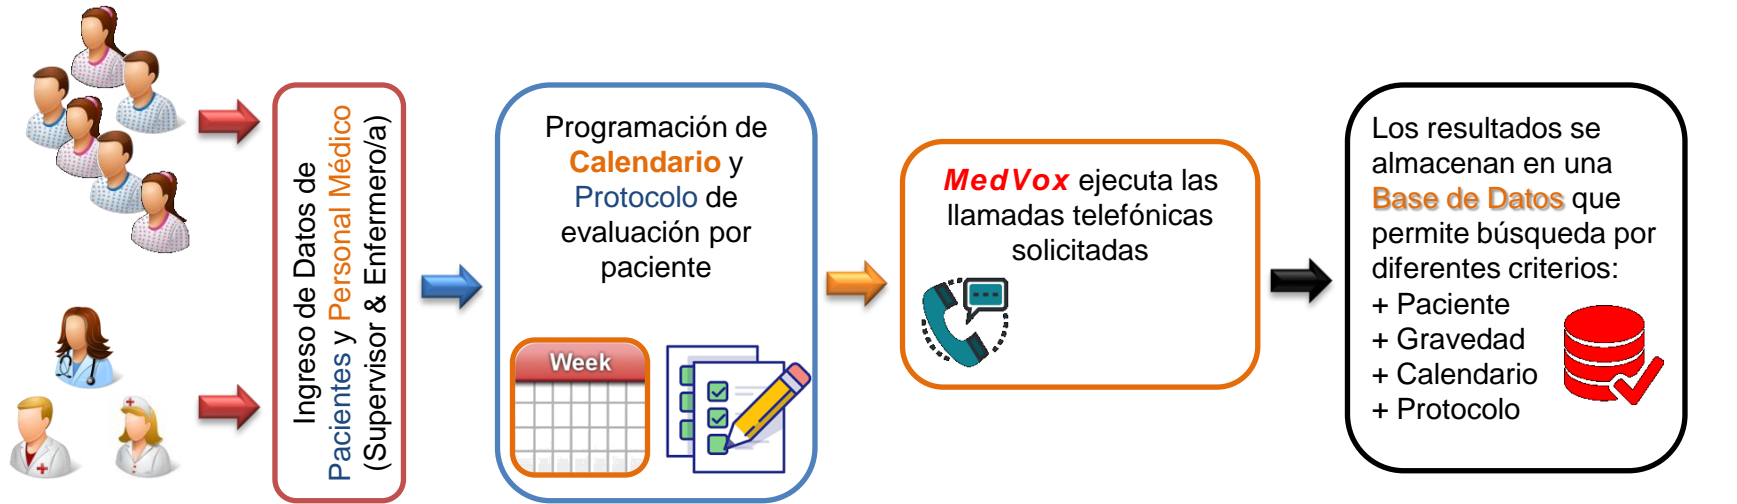 Ingreso de Datos de
Pacientes y Personal Médico
(Supervisor & Enfermero/a)
Programación de
Calendario y
Protocolo de
evaluación por
paciente
Week
MedVox ejecuta las
llamadas telefónicas
solicitadas
Los resultados se
almacenan en una
Base de Datos que
permite búsqueda por
diferentes criterios:
+ Paciente
+ Gravedad
+ Calendario
+ Protocolo